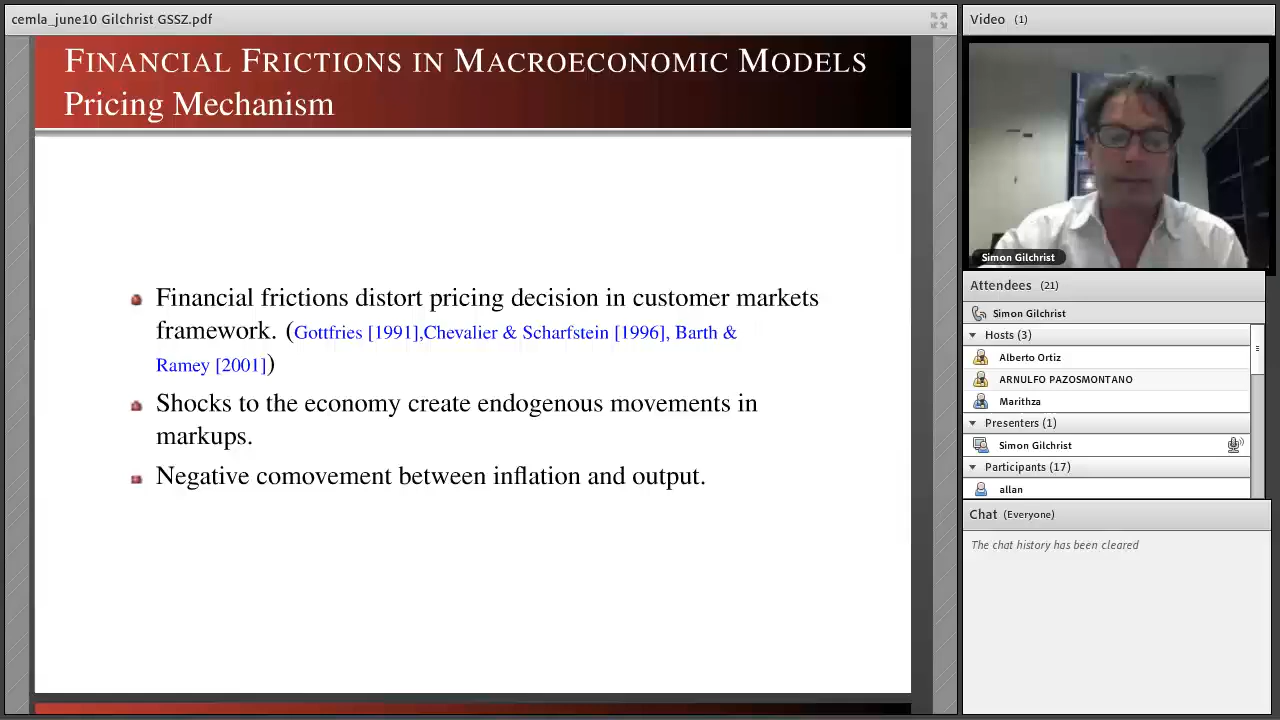 cemla_june10 Gilchrist GSSZ.pdf
FINANCIAL FRICTIONS IN MACROECONOMIC MODELS
Pricing Mechanism
Financial frictions distort pricing decision in customer markets
framework. (Gottfries [1991],Chevalier & Scharfstein [1996], Barth &
Ramey [2001])
Shocks to the economy create endogenous movements in
markups.
Negative comovement between inflation and output.
Video (1)
Simon Gilchrist
Attendees (21)
Simon Gilchrist
Hosts (3)
Alberto Ortiz
ARNULFO PAZOSMONTANO
Marithza
Presenters (1)
Simon Gilchrist
Participants (17)
allan
Chat (Everyone)
The chat history has been cleared